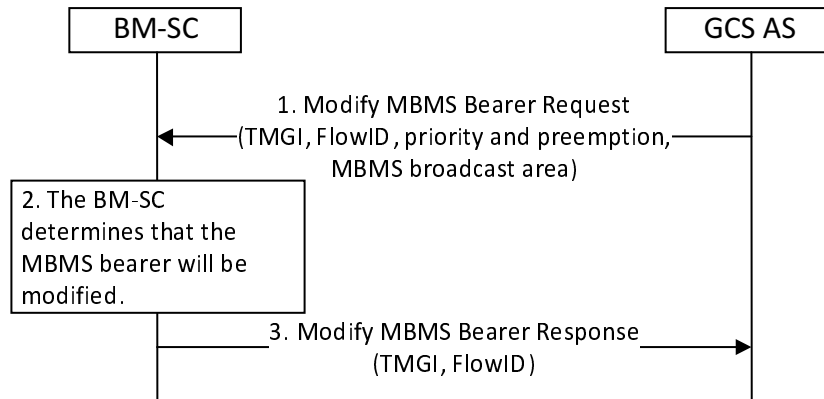 BM-SC
GCS AS
1. Modify MBMS Bearer Request
(TMGI, FlowID, priority and preemption,
MBMS broadcast area)
2. The BM-SC
determines that the
MBMS bearer will be
modified.
3. Modify MBMS Bearer Response
(TMGI, FlowID)